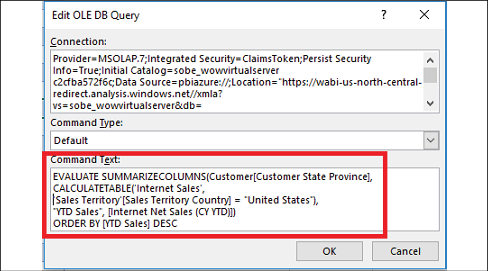 Edit OLE DB Query
Connection:
Provider=MSOLAP.7;Integrated Security=ClaimsToken;Persist Security
Info=True;Initial Catalog=sobe_wowvirtualserver
c2cfba572f6c;Data Source=pbiazure://;Location="https://wabi-us-north-central-
redirect.analysis.windows.net//xmla?
vs=sobe_wowvirtualserver&db=
Command Type:
Default
Command Text:
EVALUATE SUMMARIZECOLUMNS(Customer[Customer State Province],
CALCULATETABLE('Internet Sales',
'Sales Territory'[Sales Territory Country] = "United States"),
"YTD Sales", [Internet Net Sales (CY YTD)])
ORDER BY [YTD Sales] DESC
OK
Cancel